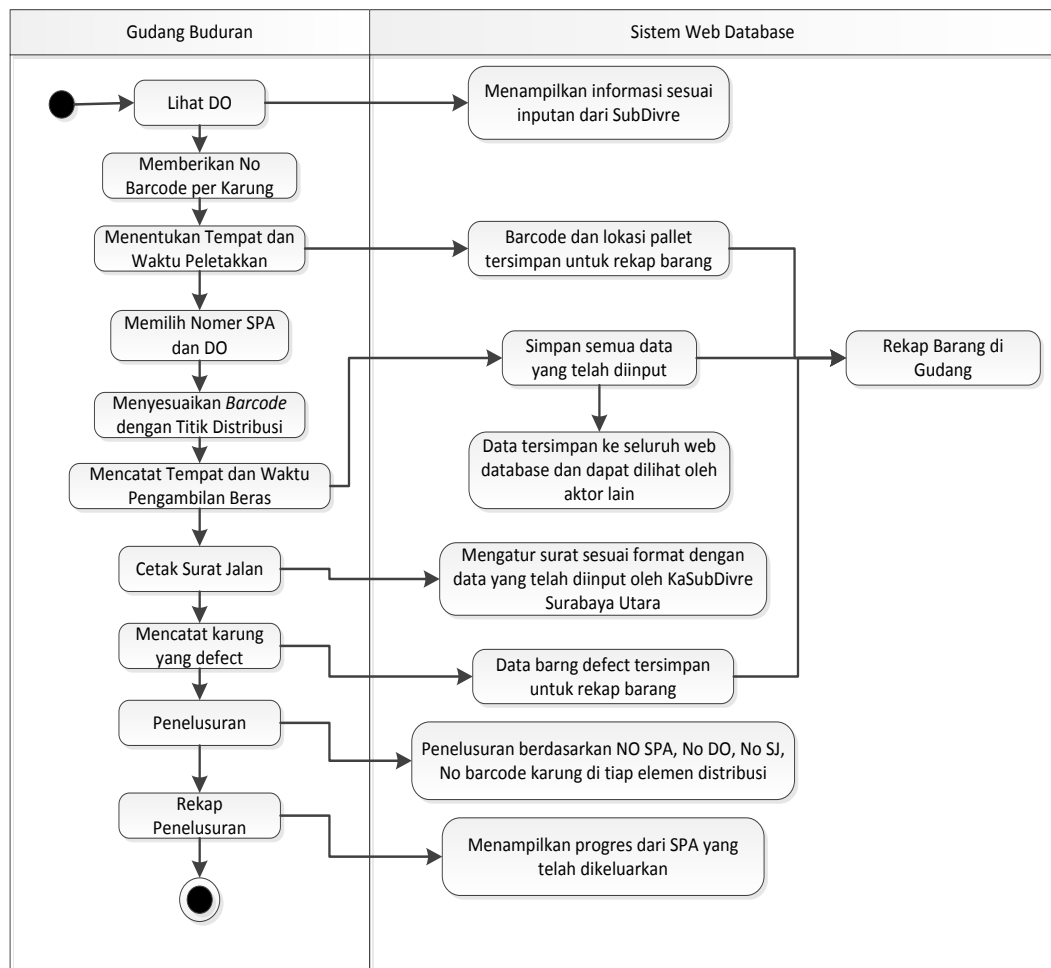 Gudang Buduran
Sistem Web Database
Lihat DO
Menampilkan informasi sesuai
inputan dari SubDivre
Memberikan No
Barcode per Karung
Menentukan Tempat dan
Waktu Peletakkan
Barcode dan lokasi pallet
tersimpan untuk rekap barang
Memilih Nomer SPA
dan DO
Simpan semua data
yang telah diinput
Rekap Barang di
Gudang
Menyesuaikan Barcode
dengan Titik Distribusi
Data tersimpan ke seluruh web
database dan dapat dilihat oleh
aktor lain
Mencatat Tempat dan Waktu
Pengambilan Beras
Cetak Surat Jalan
Mengatur surat sesuai format dengan
data yang telah diinput oleh KaSubDivre
Surabaya Utara
Mencatat karung
yang defect
Data barng defect tersimpan
untuk rekap barang
Penelusuran
Penelusuran berdasarkan NO SPA, No DO, No SJ,
No barcode karung di tiap elemen distribusi
Rekap
Penelusuran
Menampilkan progres dari SPA yang
telah dikeluarkan